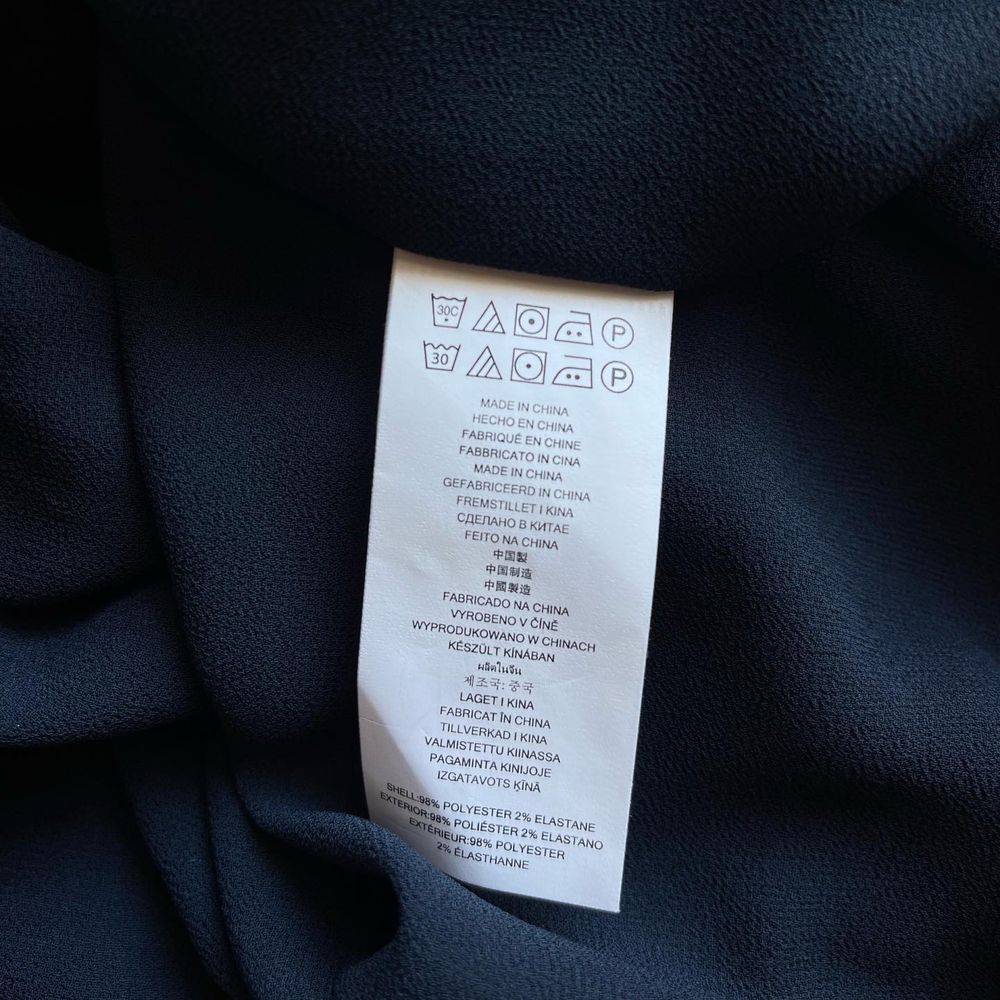 30C P
30 P
MADE IN CHINA
HECHO EN CHINA
FABRIQUÉ EN CHINE
FABBRICATO IN CINA
MADE IN CHINA
GEFABRICEERD IN CHINA
FREMSTILLET I KINA
СДЕЛАНО В КИТАЕ
FEITO NA CHINA
中国製
中国制造
中國製造
FABRICADO NA CHINA
VYROBENO V ČÍNĚ
WYPRODUKOWANO W CHINACH
KÉSZÜLT KÍNÁBAN
ผลิตในจีน
제조국: 중국
LAGET I KINA
FABRICAT ÎN CHINA
TILLVERKAD I KINA
VALMISTETTU KIINASSA
PAGAMINTA KINIJOJE
IZGATAVOTS ĶĪNĀ
SHELL:98% POLYESTER 2% ELASTANE
EXTERIOR:98% POLIÉSTER 2% ELASTANO
EXTÉRIEUR:98% POLYESTER
2% ÉLASTHANNE